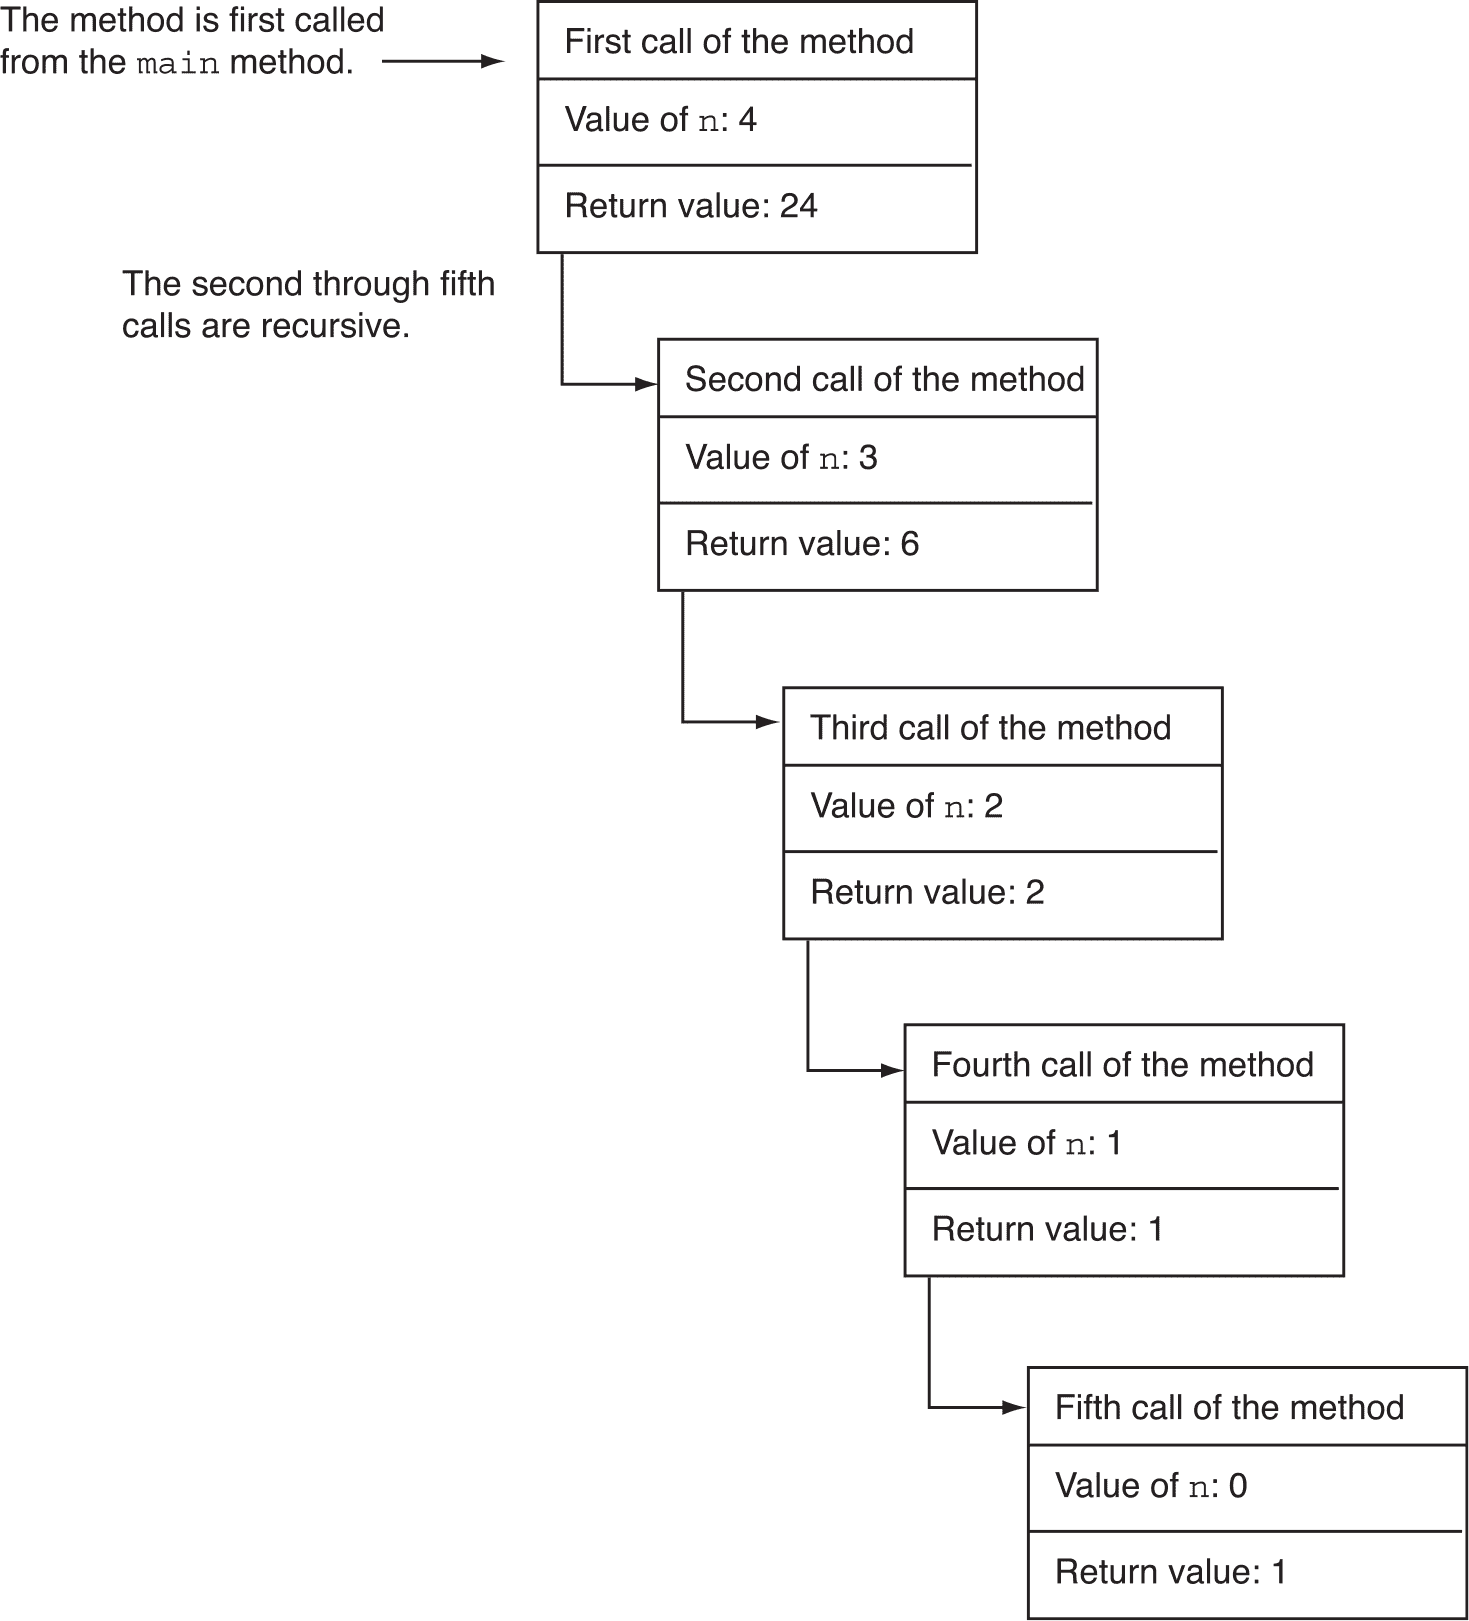 The method is first called
from the main method.
First call of the method
Value of n: 4
Return value: 24
The second through fifth
calls are recursive.
Second call of the method
Value of n: 3
Return value: 6
Third call of the method
Value of n: 2
Return value: 2
Fourth call of the method
Value of n: 1
Return value: 1
Fifth call of the method
Value of n: 0
Return value: 1